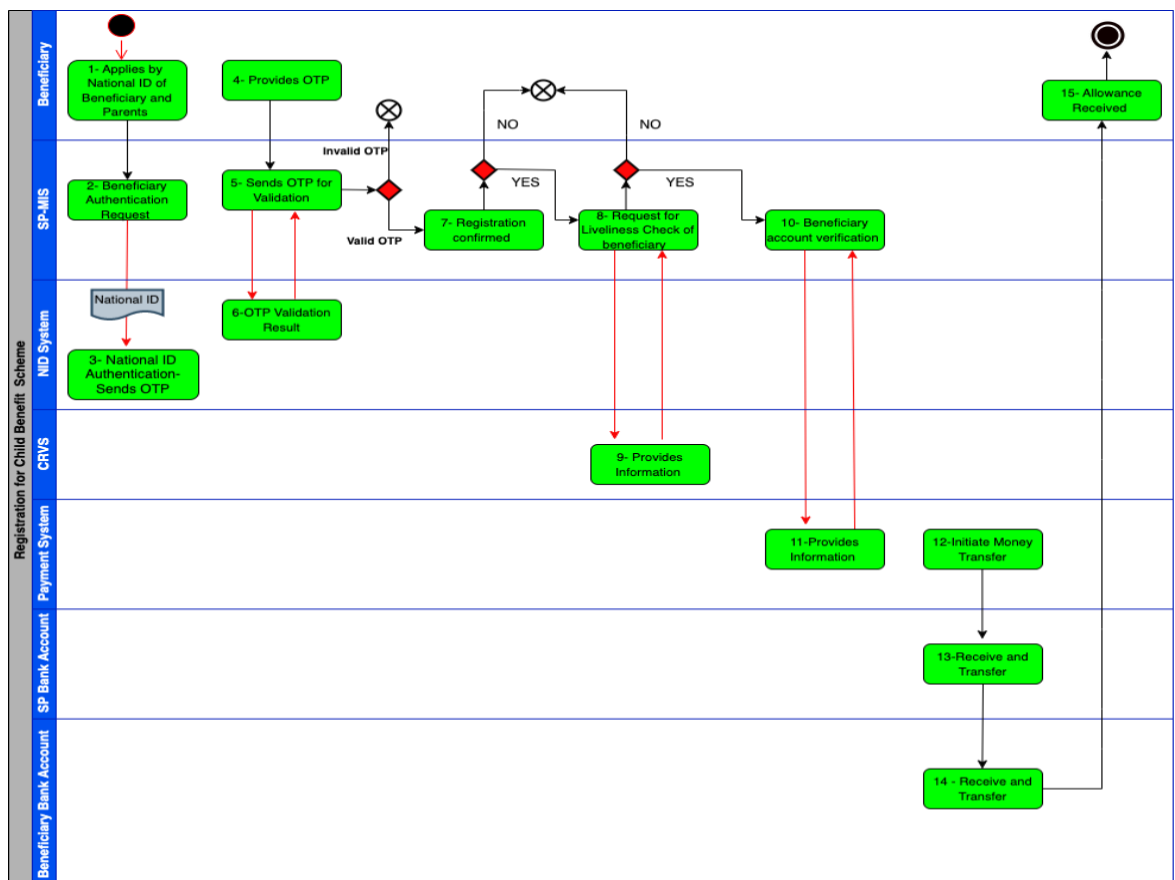 Registration for Child Benefit Scheme
Beneficiary
1- Applies by
National ID of
Beneficiary and
Parents
4- Provides OTP
15- Allowance
Received
NO
NO
SP-MIS
Invalid OTP
2- Beneficiary
Authentication
Request
5- Sends OTP for
Validation
YES
YES
Valid OTP
7- Registration
confirmed
8- Request for
Liveliness Check of
beneficiary
10- Beneficiary
account verification
NID System
National ID
6-OTP Validation
Result
3- National ID
Authentication-
Sends OTP
CRVS
9- Provides
Information
Payment System
11-Provides
Information
12-Initiate Money
Transfer
SP Bank Account
13-Receive and
Transfer
Beneficiary Bank Account
14 - Receive and
Transfer